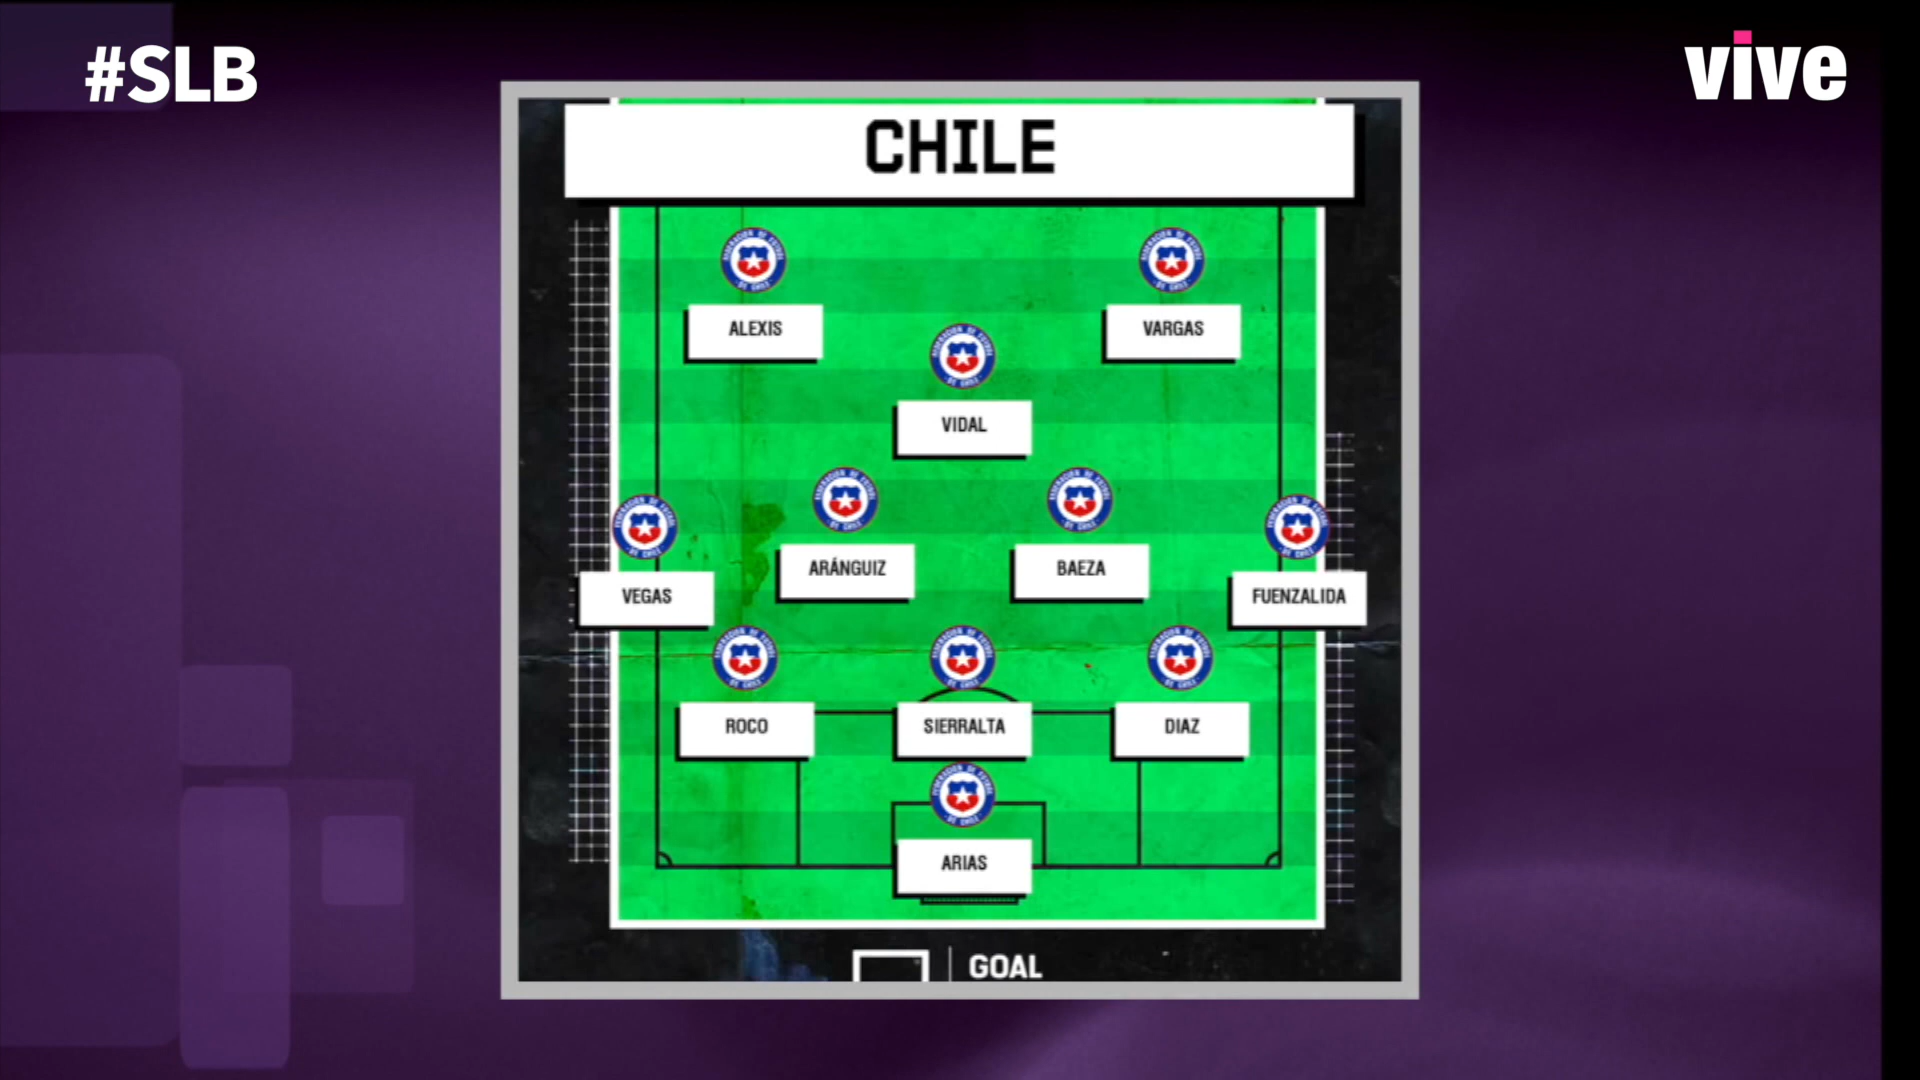 #SLB
vive
CHILE
ALEXIS
VARGAS
VIDAL
ARÁNGUIZ
BAEZA
VEGAS
FUENZALIDA
ROCO
SIERRALTA
DIAZ
ARIAS
GOAL